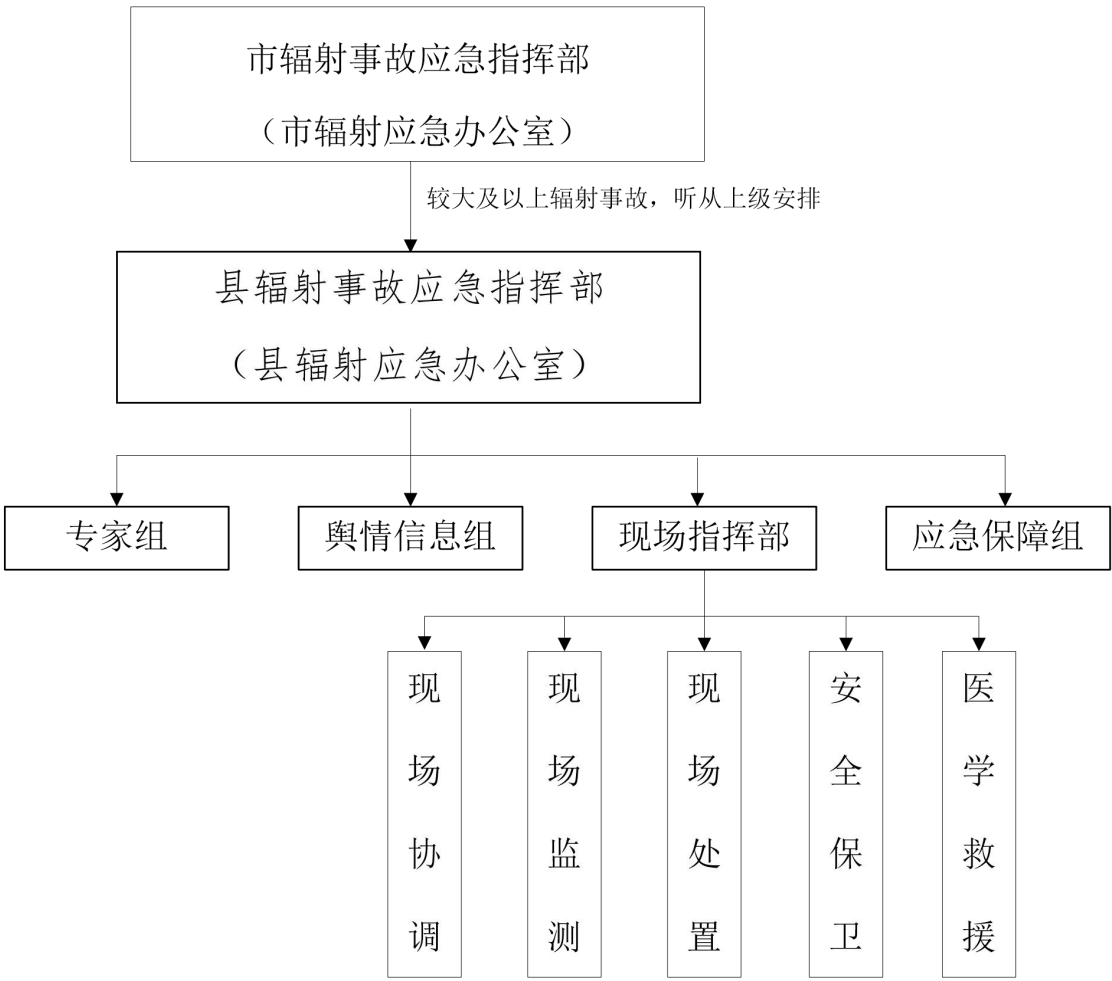 市辐射事故应急指挥部
（市辐射应急办公室）
较大及以上辐射事故，听从上级安排
县辐射事故应急指挥部
（县辐射应急办公室）
专家组
舆情信息组
现场指挥部
应急保障组
现场协调
现场监测
现场处置
安全保卫
医学救援